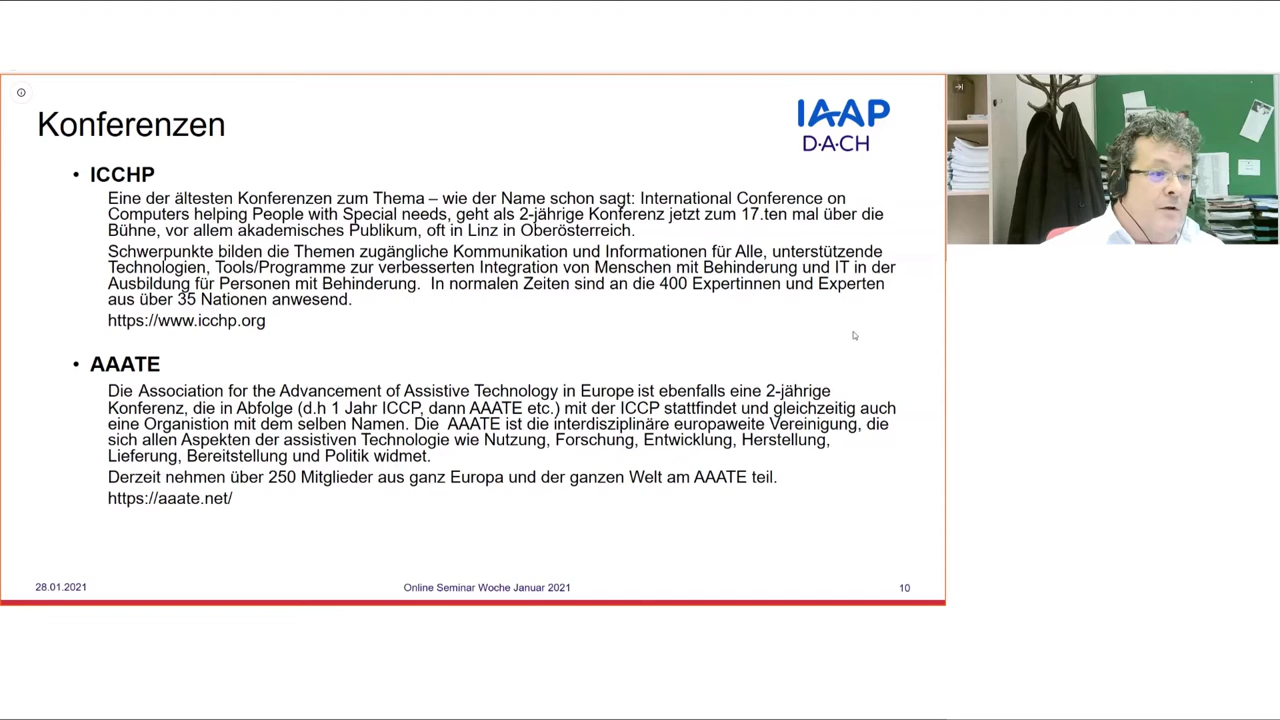 Konferenzen
IAAP
D·A·CH
• ICCHP
Eine der ältesten Konferenzen zum Thema – wie der Name schon sagt: International Conference on
Computers helping People with Special needs, geht als 2-jährige Konferenz jetzt zum 17.ten mal über die
Bühne, vor allem akademisches Publikum, oft in Linz in Oberösterreich.
Schwerpunkte bilden die Themen zugängliche Kommunikation und Informationen für Alle, unterstützende
Technologien, Tools/Programme zur verbesserten Integration von Menschen mit Behinderung und IT in der
Ausbildung für Personen mit Behinderung. In normalen Zeiten sind an die 400 Expertinnen und Experten
aus über 35 Nationen anwesend.
https://www.icchp.org
• AAATE
Die Association for the Advancement of Assistive Technology in Europe ist ebenfalls eine 2-jährige
Konferenz, die in Abfolge (d.h 1 Jahr ICCP, dann AAATE etc.) mit der ICCP stattfindet und gleichzeitig auch
eine Organistion mit dem selben Namen. Die AAATE ist die interdisziplinäre europaweite Vereinigung, die
sich allen Aspekten der assistiven Technologie wie Nutzung, Forschung, Entwicklung, Herstellung,
Lieferung, Bereitstellung und Politik widmet.
Derzeit nehmen über 250 Mitglieder aus ganz Europa und der ganzen Welt am AAATE teil.
https://aaate.net/
28.01.2021
Online Seminar Woche Januar 2021
10